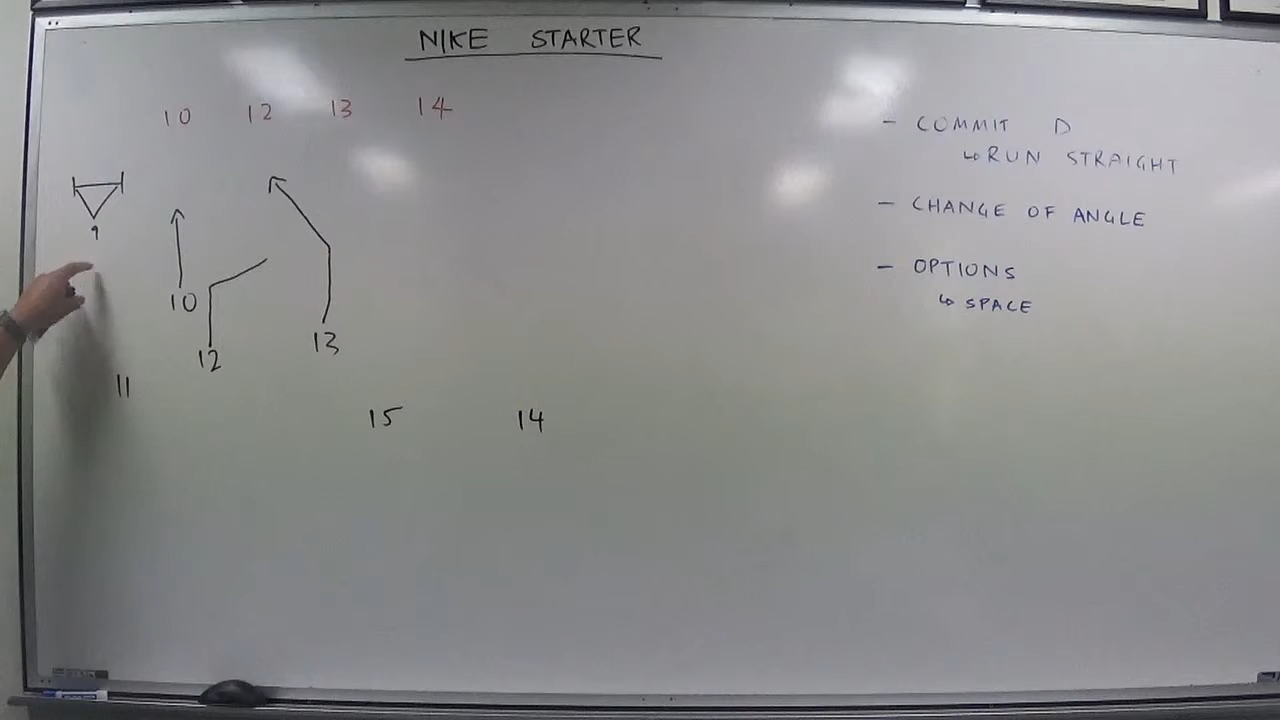 NIKE STARTER
10 12 13 14
- COMMIT D
↳ RUN STRAIGHT
- CHANGE OF ANGLE
- OPTIONS
↳ SPACE
9
10
12
13
11
15
14